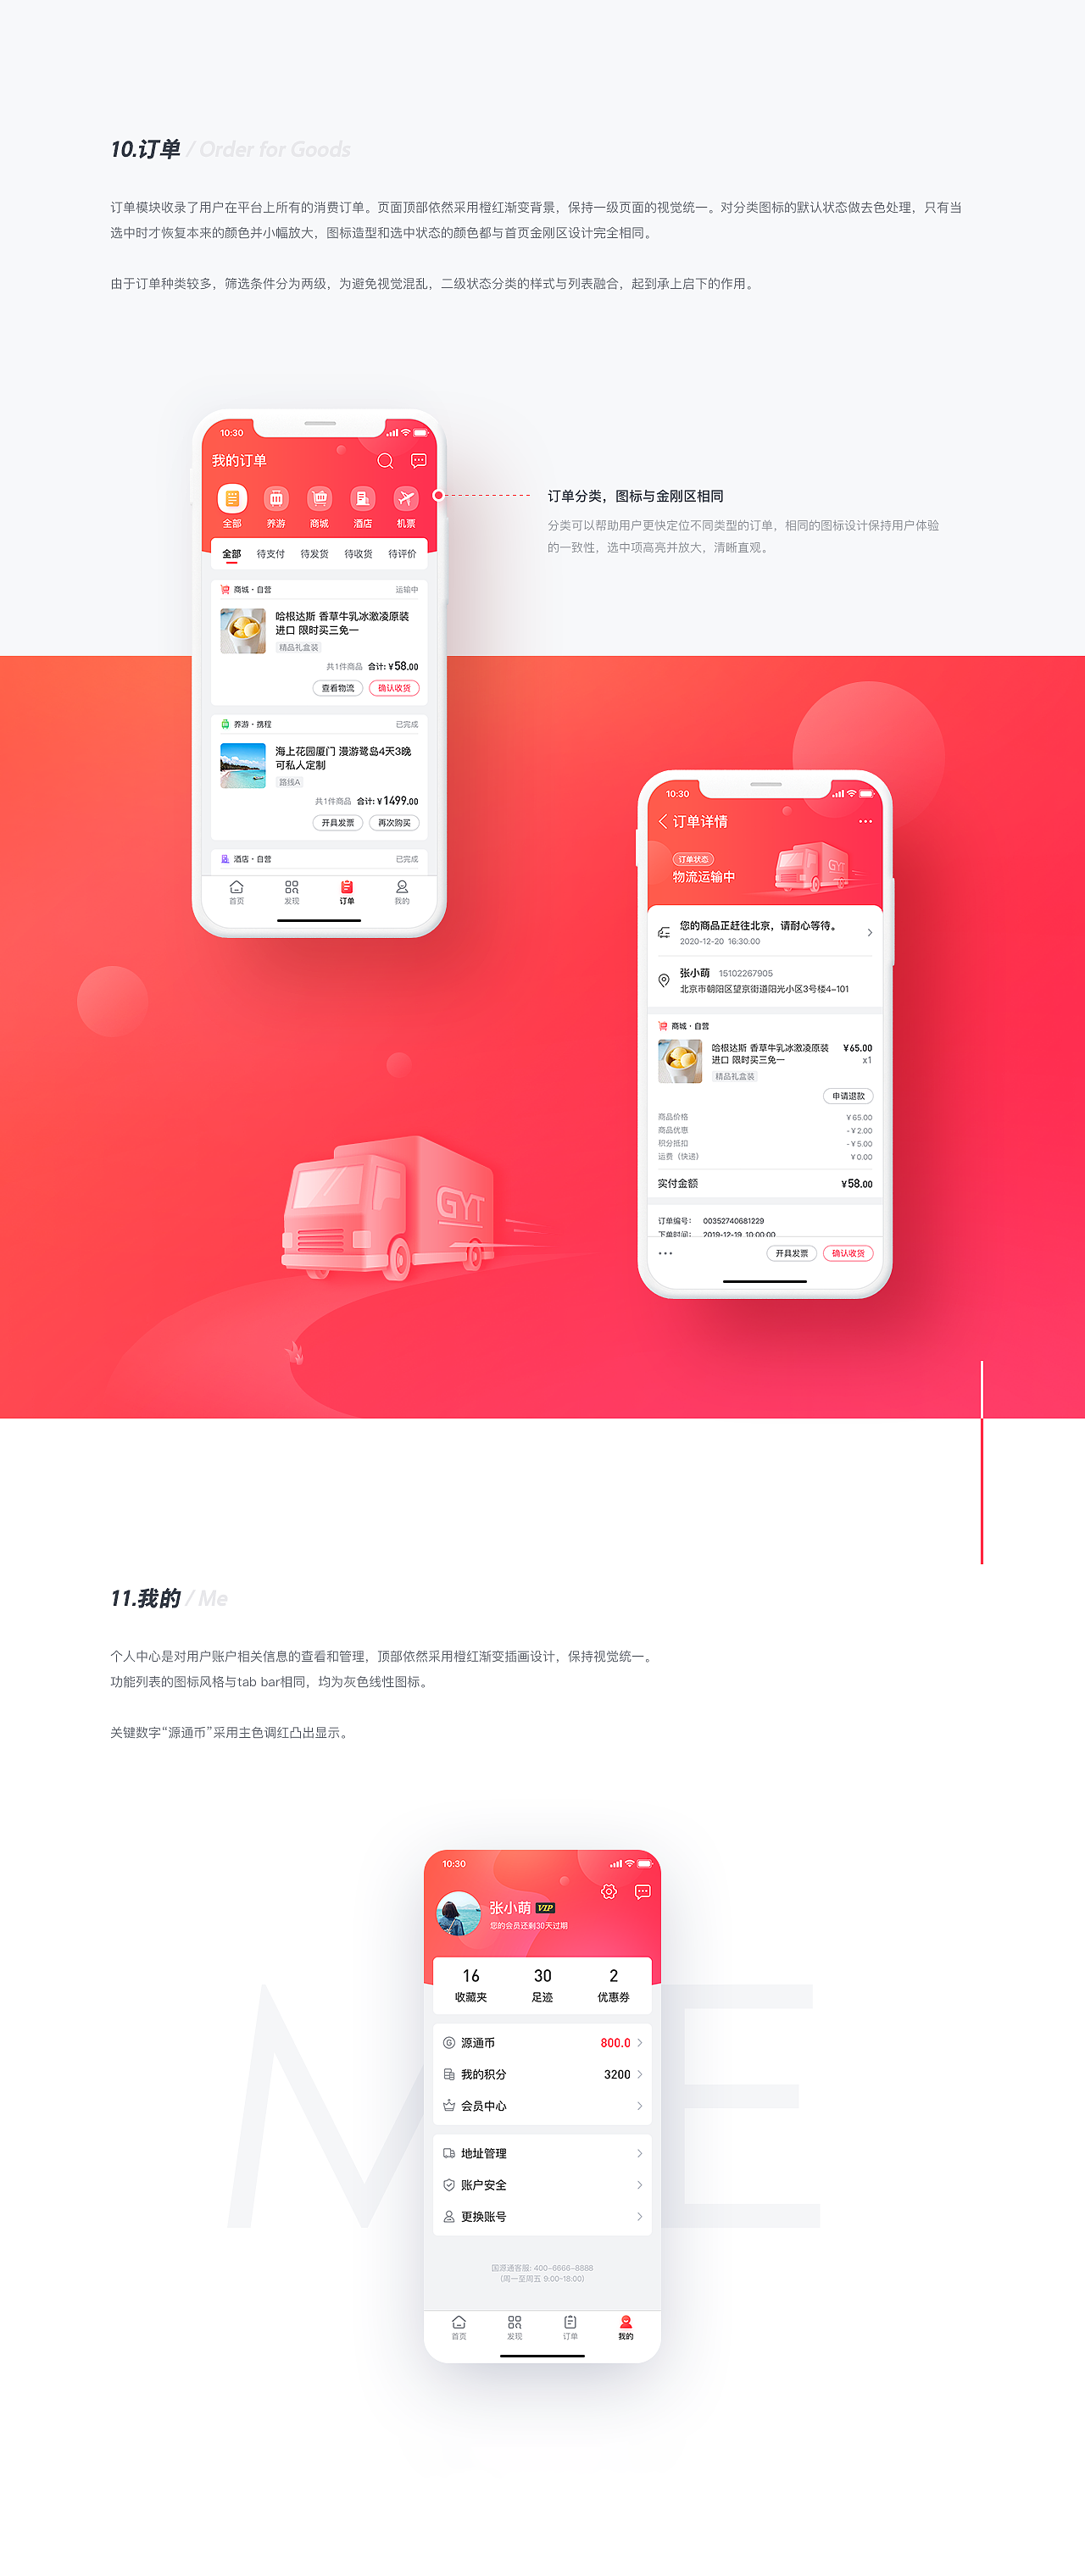 10.订单 / Order for Goods
订单模块收录了用户在平台上所有的消费订单。页面顶部依然采用橙红渐变背景，保持一级页面的视觉统一。对分类图标的默认状态做去色处理，只有当
选中时才恢复本来的颜色并小幅放大，图标造型和选中状态的颜色都与首页金刚区设计完全相同。
由于订单种类较多，筛选条件分为两级，为避免视觉混乱，二级状态分类的样式与列表融合，起到承上启下的作用。
10:30
我的订单
全部 养游 商城 酒店 机票
全部 待支付 待发货 待收货 待评价
商城·自营 运输中
哈根达斯 香草牛乳冰激凌原装
进口 限时买三免一
精品礼盒装
共1件商品 合计:¥58.00
查看物流 确认收货
养游·携程 已完成
海上花园厦门 漫游鹭岛4天3晚
可私人定制
路线A
共1件商品 合计:¥1499.00
开具发票 再次购买
酒店·自营 已完成
首页 发现 订单 我的
订单分类，图标与金刚区相同
分类可以帮助用户更快定位不同类型的订单，相同的图标设计保持用户体验
的一致性，选中项高亮并放大，清晰直观。
10:30
订单详情
订单状态
物流运输中
您的商品正赶往北京，请耐心等待。
2020-12-20 16:30:00
张小萌 15102267905
北京市朝阳区望京街道阳光小区3号楼4-101
商城·自营
哈根达斯 香草牛乳冰激凌原装 ¥65.00
进口 限时买三免一 x1
精品礼盒装
申请退款
商品价格 ¥65.00
商品优惠 -¥2.00
积分抵扣 -¥5.00
运费（快递） ¥0.00
实付金额 ¥58.00
订单编号： 00352740681229
下单时间： 2019-12-19 10:00:00
开具发票 确认收货
GYT
11.我的 / Me
个人中心是对用户账户相关信息的查看和管理，顶部依然采用橙红渐变插画设计，保持视觉统一。
功能列表的图标风格与tab bar相同，均为灰色线性图标。
关键数字“源通币”采用主色调红凸出显示。
ME
10:30
张小萌 VIP
您的会员还剩30天过期
16 30 2
收藏夹 足迹 优惠券
源通币 800.0
我的积分 3200
会员中心
地址管理
账户安全
更换账号
国源通客服: 400-6666-8888
(周一至周五 9:00-18:00)
首页 发现 订单 我的